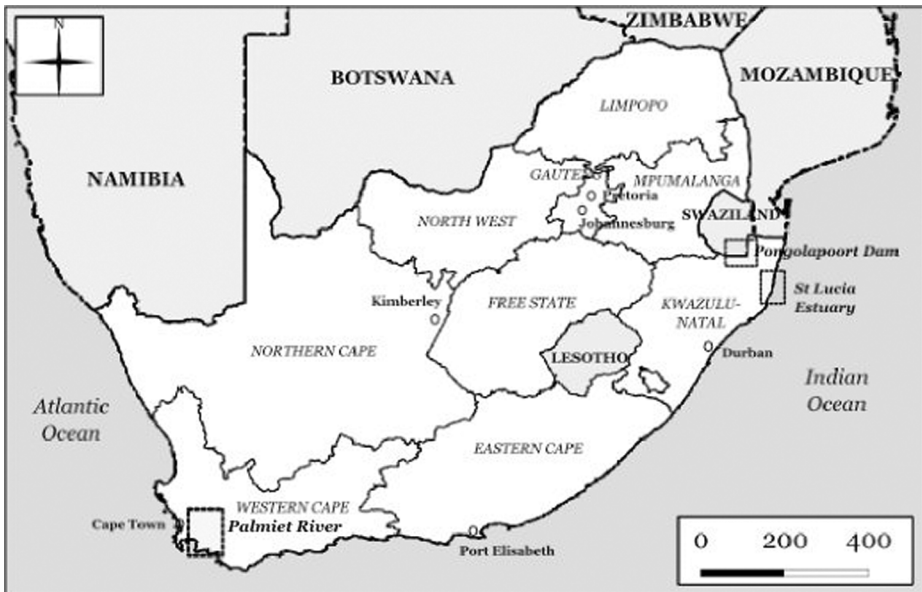 N
ZIMBABWE
BOTSWANA
MOZAMBIQUE
LIMPOPO
NAMIBIA
GAUTENG
MPUMALANGA
Pretoria
NORTH WEST
Johannesburg
SWAZILAND
Pongolapoort Dam
Kimberley
FREE STATE
KWAZULU-
NATAL
St Lucia
Estuary
NORTHERN CAPE
LESOTHO
Durban
Atlantic
Ocean
Indian
Ocean
EASTERN CAPE
WESTERN CAPE
Cape Town
Palmiet River
Port Elisabeth
0 200 400